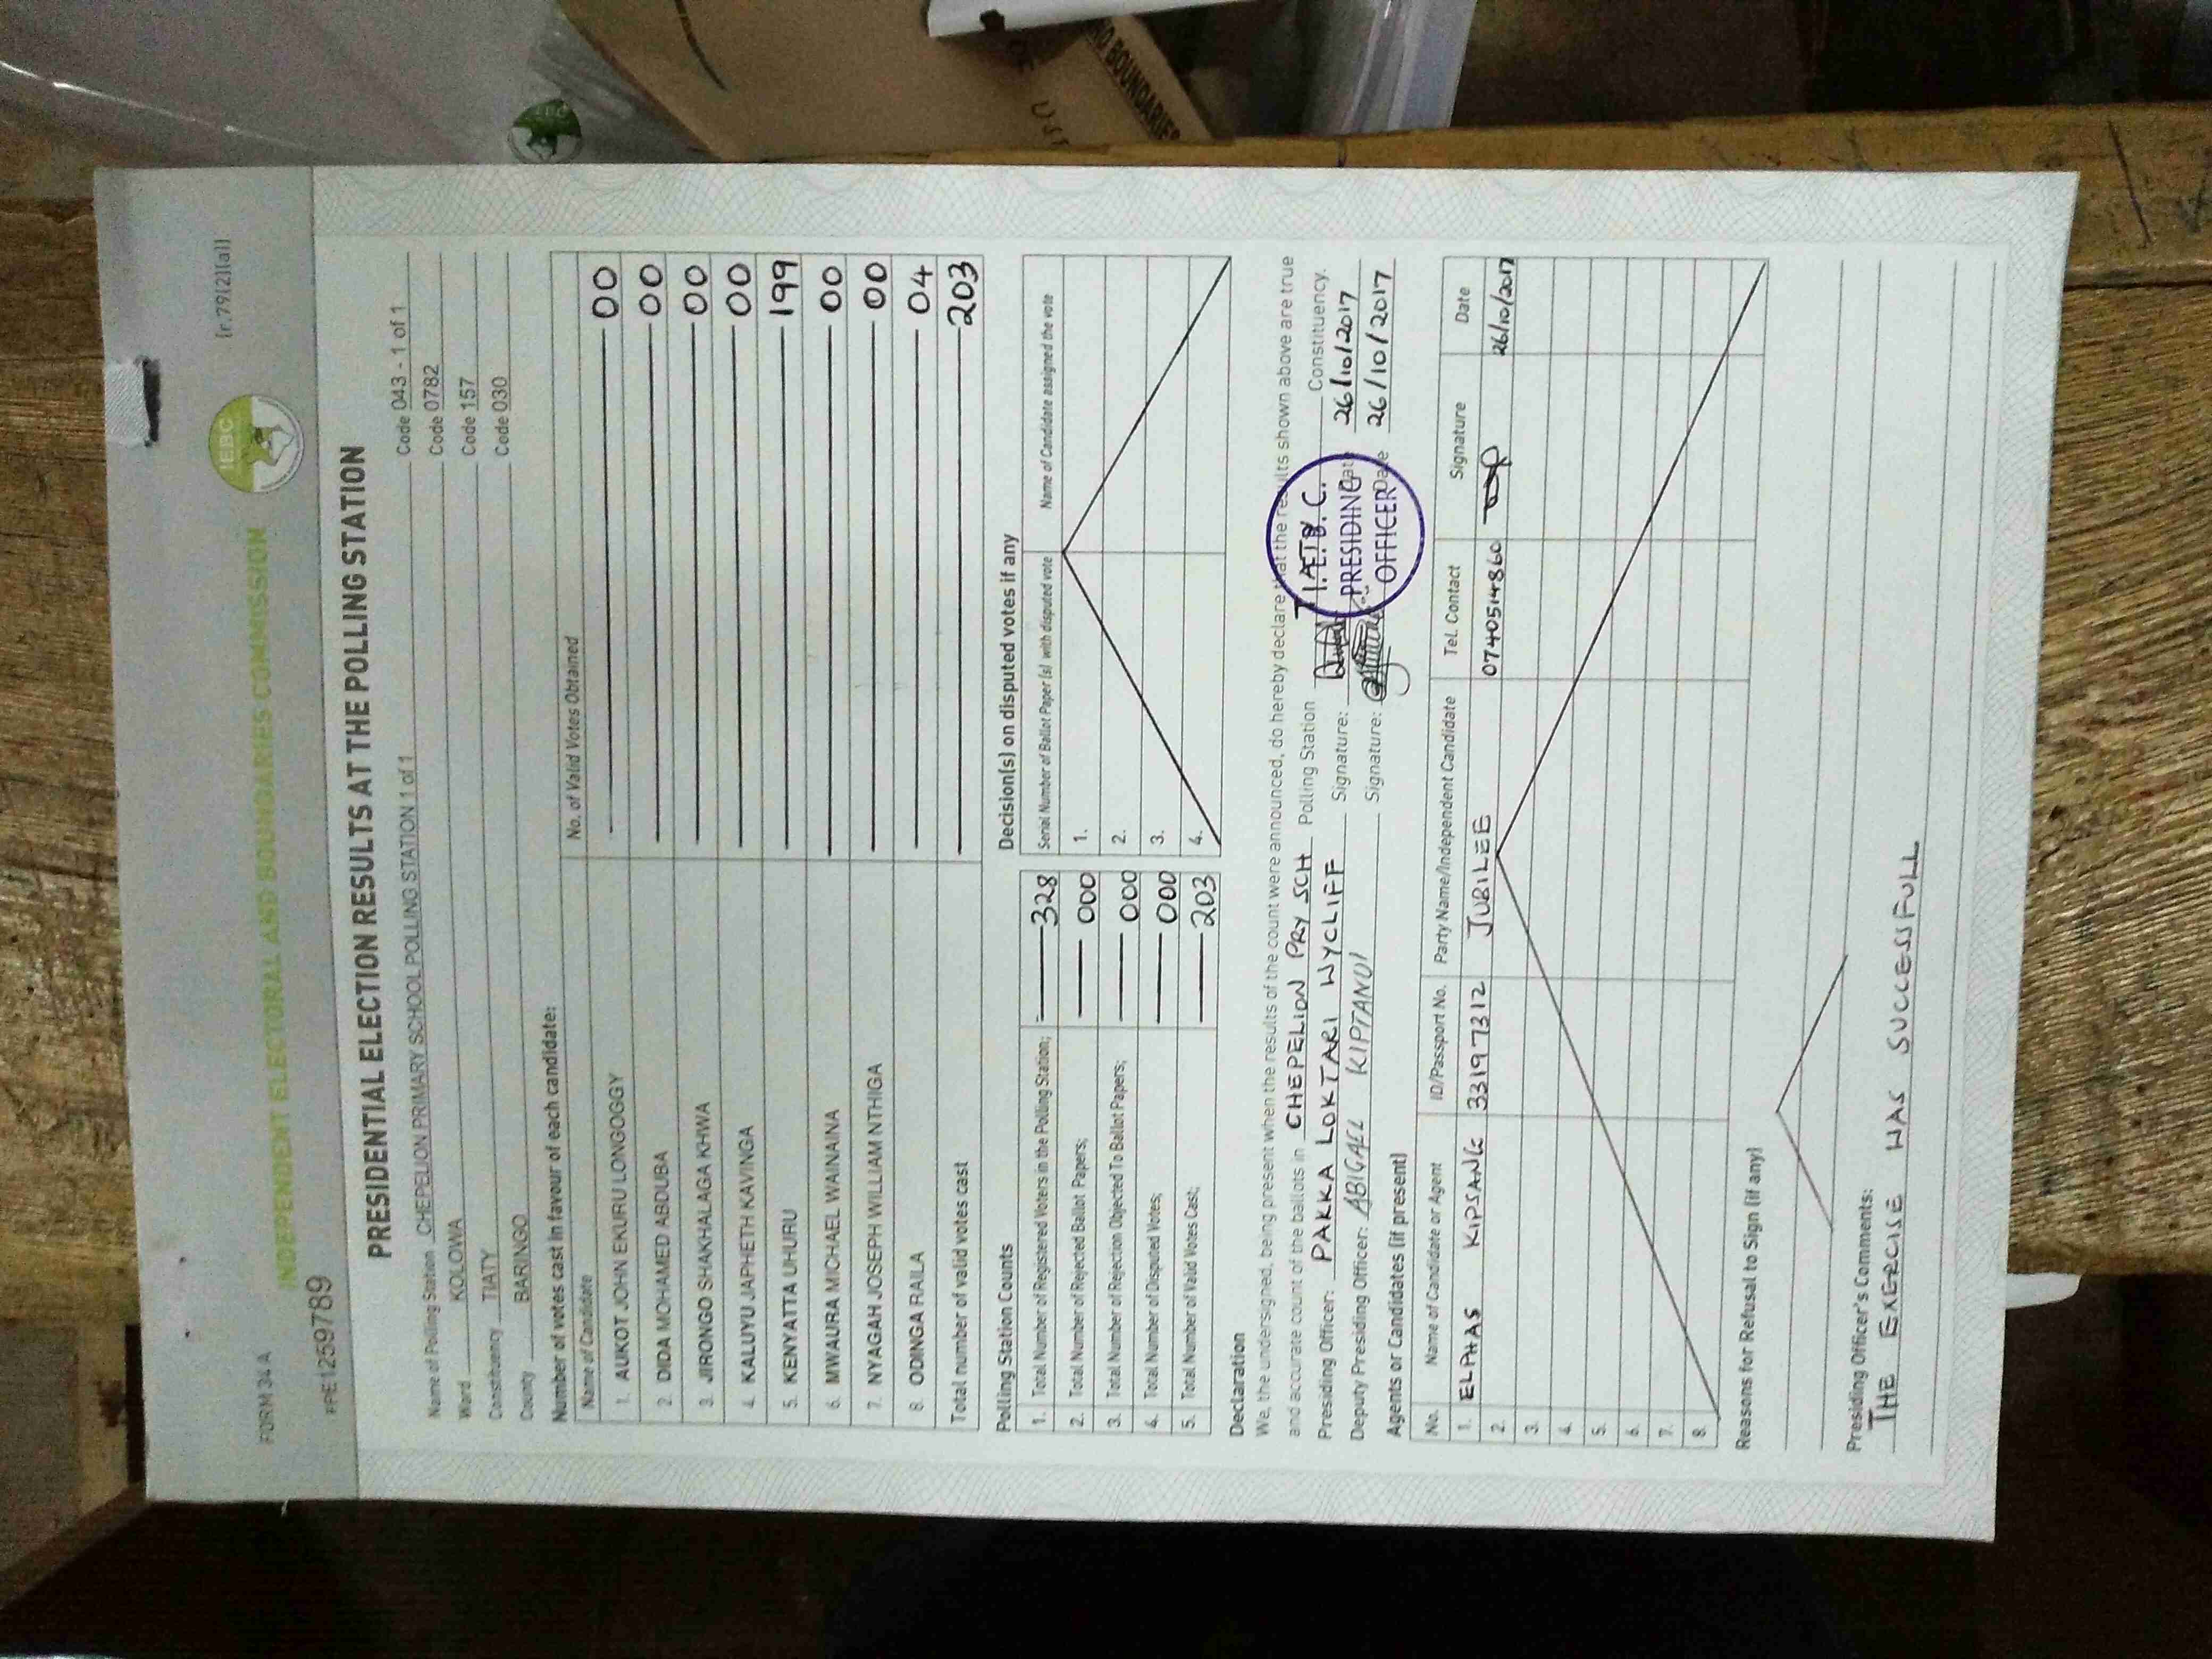 FORM 34 A
[r.79(2)(a)]
IEBC
INDEPENDENT ELECTORAL AND BOUNDARIES COMMISSION
PRESIDENTIAL ELECTION RESULTS AT THE POLLING STATION
Name of Polling Station CHEPELION PRIMARY SCHOOL POLLING STATION 1 of 1 Code 043 - 1 of 1
Ward KOLOWA Code 0782
Constituency TIATY Code 157
County BARINGO Code 030
Number of votes cast in favour of each candidate:
Name of Candidate No. of Valid Votes Obtained
1. AUKOT JOHN EKURU LONGOGGY 00
2. DIDA MOHAMED ABDUBA 00
3. JIRONGO SHAKHALAGA KHWA 00
4. KALUYU JAPHETH KAVINGA 00
5. KENYATTA UHURU 199
6. MWAURA MICHAEL WAINAINA 00
7. NYAGAH JOSEPH WILLIAM NTHIGA 00
8. ODINGA RAILA 04
Total number of valid votes cast 203
Polling Station Counts
1. Total Number of Registered Voters in the Polling Station; 328
2. Total Number of Rejected Ballot Papers; 000
3. Total Number of Rejection Objected To Ballot Papers; 000
4. Total Number of Disputed Votes; 000
5. Total Number of Valid Votes Cast; 203
Decision(s) on disputed votes if any
Serial Number of Ballot Paper (s) with disputed vote Name of Candidate assigned the vote
1.
2.
3.
4.
Declaration
We, the undersigned, being present when the results of the count were announced, do hereby declare that the results shown above are true
and accurate count of the ballots in CHEPELION PRY SCH Polling Station Constituency.
Presiding Officer: PAKKA LOKTARI WYCLIFF Signature: Date 26/10/2017
Deputy Presiding Officer: ABIGAEL KIPTANUI Signature: Date 26/10/2017
I.E.B.C.
PRESIDING
OFFICER
Agents or Candidates (if present)
No. Name of Candidate or Agent ID/Passport No. Party Name/Independent Candidate Tel. Contact Signature Date
1. ELPHAS KIPSANG 33197312 JUBILEE 0740514860 26/10/2017
2.
3.
4.
5.
6.
7.
8.
Reasons for Refusal to Sign (if any)
Presiding Officer's Comments:
THE EXERCISE WAS SUCCESSFULL
BOUNDARIES